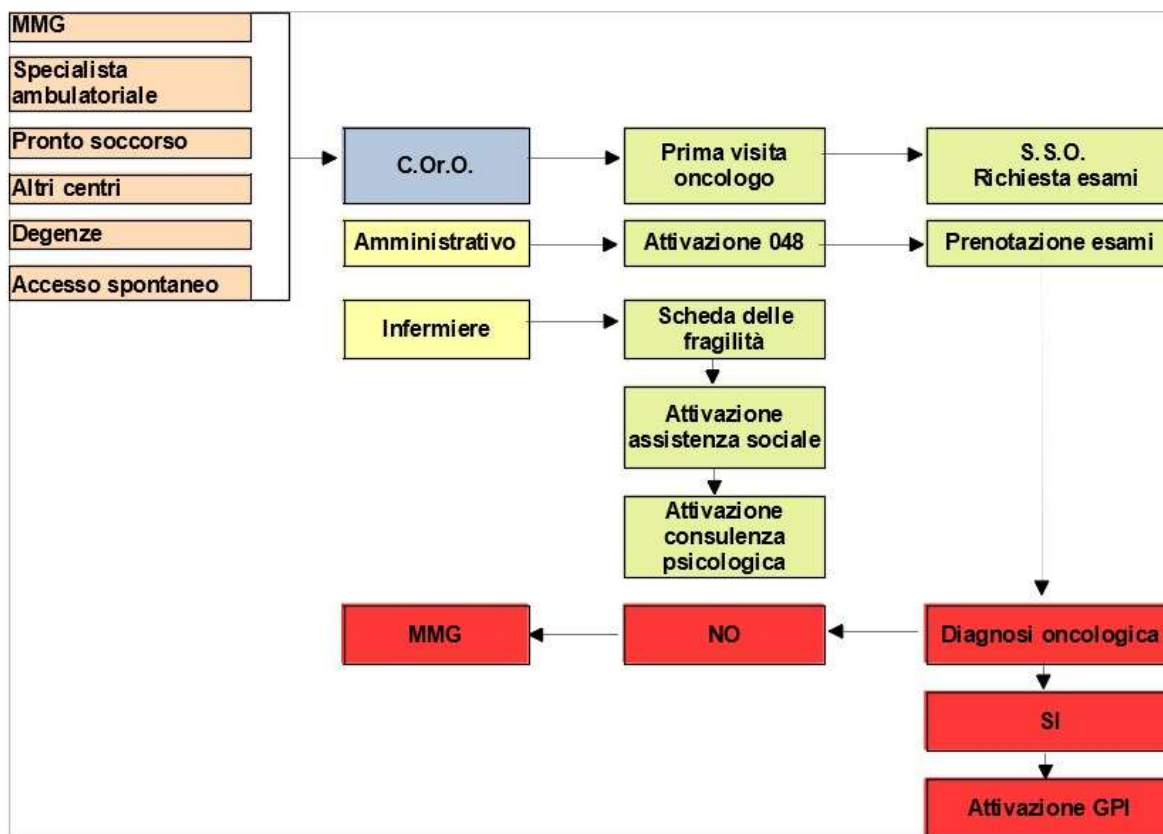 MMG
Specialista
ambulatoriale
Pronto soccorso
Altri centri
Degenze
Accesso spontaneo
C.Or.O.
Prima visita
oncologo
S.S.O.
Richiesta esami
Amministrativo
Attivazione 048
Prenotazione esami
Infermiere
Scheda delle
fragilità
Attivazione
assistenza sociale
Attivazione
consulenza
psicologica
MMG
NO
Diagnosi oncologica
SI
Attivazione GPI